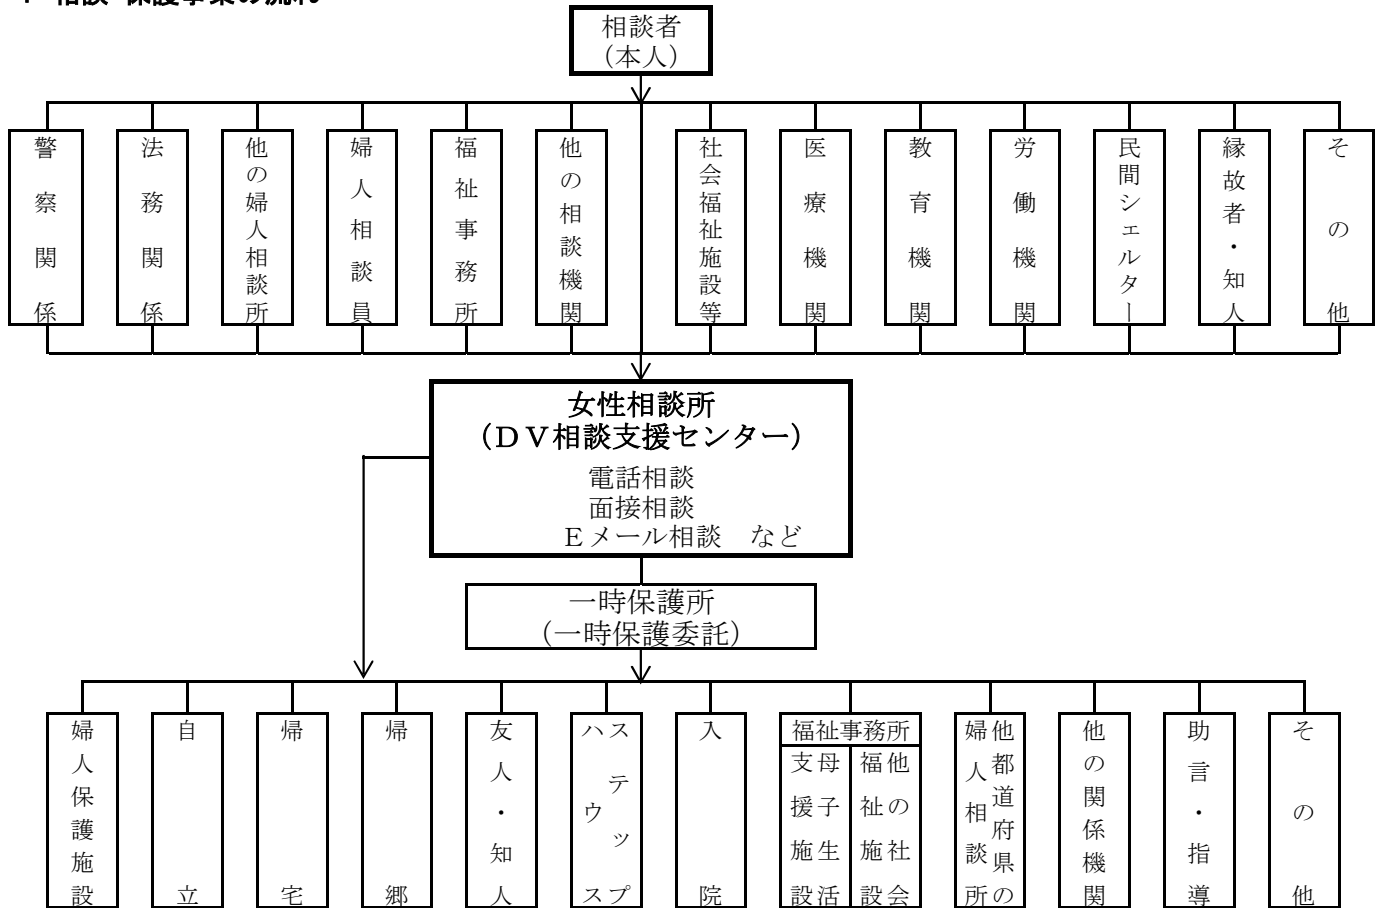 相談者
(本人)
警察関係
法務関係
他の婦人相談所
婦人相談員
福祉事務所
他の相談機関
社会福祉施設等
医療機関
教育機関
労働機関
民間シェルター
縁故者・知人
その他
女性相談所
(DV相談支援センター)
電話相談
面接相談
Eメール相談 など
一時保護所
(一時保護委託)
婦人保護施設
自立
帰宅
帰郷
友人・知人
ステップ
ハウス
入院
福祉事務所
母子生活
支援施設
他の社会
福祉施設
他都道府県の
婦人相談所
他の関係機関
助言・指導
その他